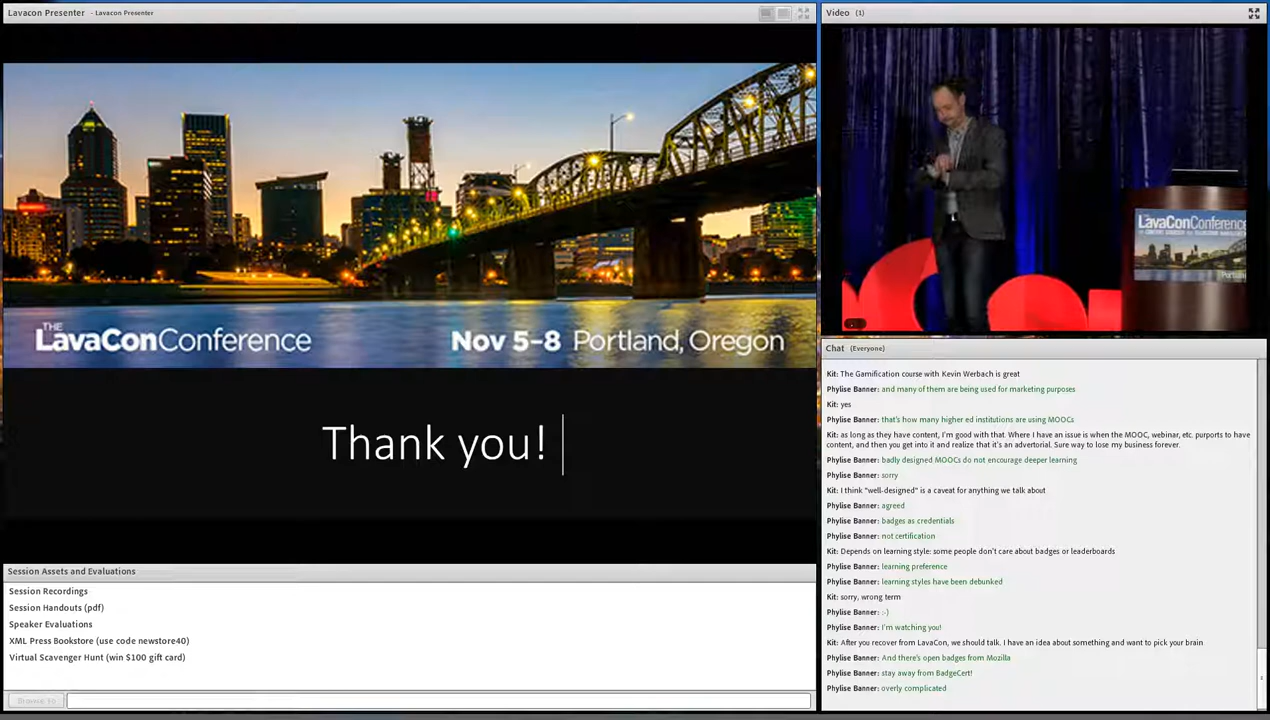 Lavacon Presenter - Lavacon Presenter
THE
LavaConConference
Nov 5–8 Portland, Oregon
Thank you!
Session Assets and Evaluations
Session Recordings
Session Handouts (pdf)
Speaker Evaluations
XML Press Bookstore (use code newstore40)
Virtual Scavenger Hunt (win $100 gift card)
Browse To
Video (1)
LavaConConference
Chat (Everyone)
Kit: The Gamification course with Kevin Werbach is great
Phylise Banner: and many of them are being used for marketing purposes
Kit: yes
Phylise Banner: that's how many higher ed institutions are using MOOCs
Kit: as long as they have content, I'm good with that. Where I have an issue is when the MOOC, webinar, etc. purports to have
content, and then you get into it and realize that it's an advertorial. Sure way to lose my business forever.
Phylise Banner: badly designed MOOCs do not encourage deeper learning
Phylise Banner: sorry
Kit: I think "well-designed" is a caveat for anything we talk about
Phylise Banner: agreed
Phylise Banner: badges as credentials
Phylise Banner: not certification
Kit: Depends on learning style: some people don't care about badges or leaderboards
Phylise Banner: learning preference
Phylise Banner: learning styles have been debunked
Kit: sorry, wrong term
Phylise Banner: :-)
Phylise Banner: I'm watching you!
Kit: After you recover from LavaCon, we should talk. I have an idea about something and want to pick your brain
Phylise Banner: And there's open badges from Mozilla
Phylise Banner: stay away from BadgeCert!
Phylise Banner: overly complicated